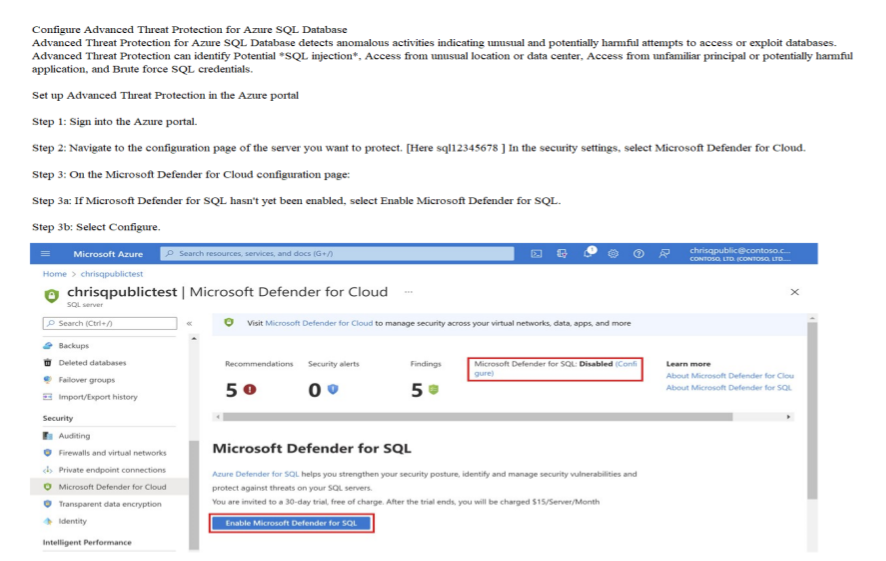 Configure Advanced Threat Protection for Azure SQL Database
Advanced Threat Protection for Azure SQL Database detects anomalous activities indicating unusual and potentially harmful attempts to access or exploit databases.
Advanced Threat Protection can identify Potential *SQL injection*, Access from unusual location or data center, Access from unfamiliar principal or potentially harmful
application, and Brute force SQL credentials.
Set up Advanced Threat Protection in the Azure portal
Step 1: Sign into the Azure portal.
Step 2: Navigate to the configuration page of the server you want to protect. [Here sql12345678 ] In the security settings, select Microsoft Defender for Cloud.
Step 3: On the Microsoft Defender for Cloud configuration page:
Step 3a: If Microsoft Defender for SQL hasn't yet been enabled, select Enable Microsoft Defender for SQL.
Step 3b: Select Configure.
Microsoft Azure
Search resources, services, and docs (G+/)
1
chrisqpublic@contoso.c...
CONTOSO, LTD. (CONTOSO, LTD....
Home > chrisqpublictest
chrisqpublictest | Microsoft Defender for Cloud ...
SQL server
Search (Ctrl+/)
Visit Microsoft Defender for Cloud to manage security across your virtual networks, data, apps, and more
Backups
Deleted databases
Failover groups
Import/Export history
Security
Auditing
Firewalls and virtual networks
Private endpoint connections
Microsoft Defender for Cloud
Transparent data encryption
Identity
Intelligent Performance
Recommendations
5
Security alerts
0
Findings
5
Microsoft Defender for SQL: Disabled (Confi
gure)
Learn more
About Microsoft Defender for Clou
About Microsoft Defender for SQL
Microsoft Defender for SQL
Azure Defender for SQL helps you strengthen your security posture, identify and manage security vulnerabilities and
protect against threats on your SQL servers.
You are invited to a 30-day trial, free of charge. After the trial ends, you will be charged $15/Server/Month
Enable Microsoft Defender for SQL